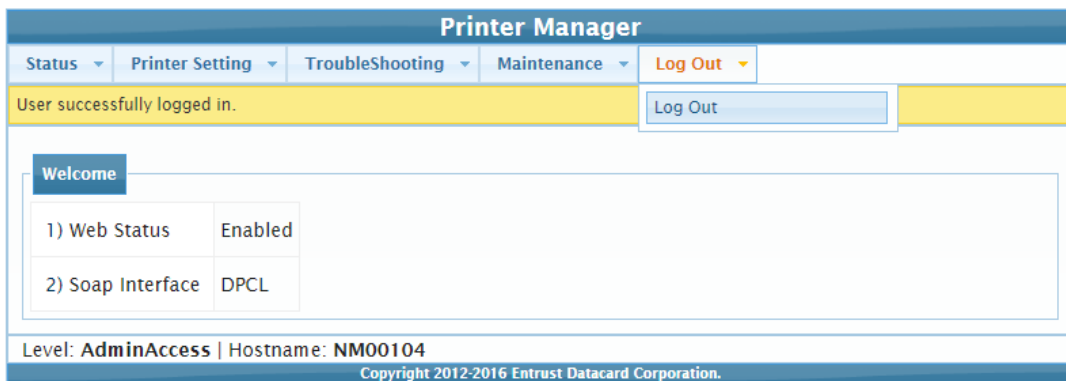 Printer Manager
Status Printer Setting TroubleShooting Maintenance Log Out
User successfully logged in.
Log Out
Welcome
1) Web Status Enabled
2) Soap Interface DPCL
Level: AdminAccess | Hostname: NM00104
Copyright 2012-2016 Entrust Datacard Corporation.